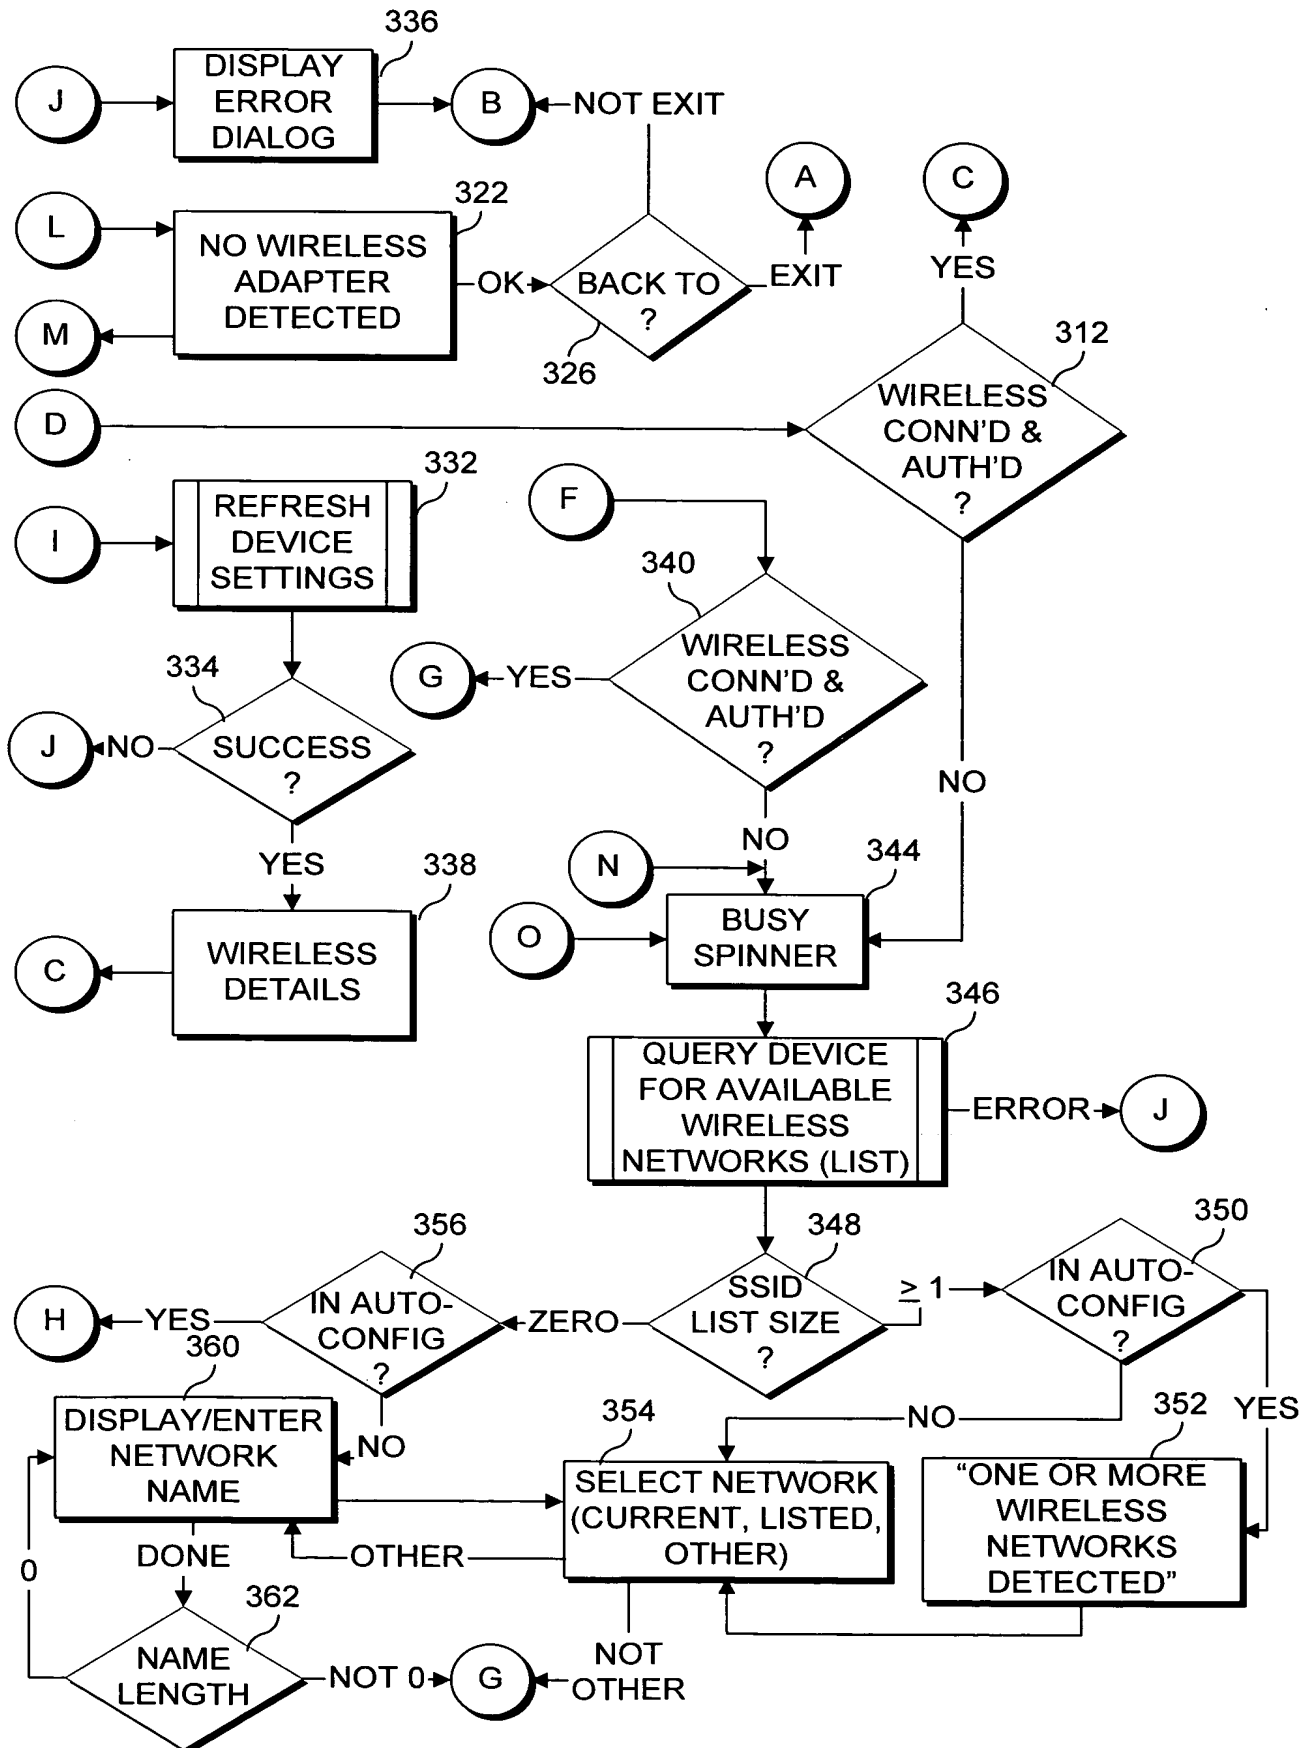 336
J
DISPLAY
ERROR
DIALOG
B
NOT EXIT
A
C
L
322
NO WIRELESS
ADAPTER
DETECTED
OK
BACK TO
?
326
EXIT
YES
M
312
WIRELESS
CONN'D &
AUTH'D
?
D
332
I
REFRESH
DEVICE
SETTINGS
F
340
WIRELESS
CONN'D &
AUTH'D
?
G
YES
334
J
NO
SUCCESS
?
NO
NO
YES
338
N
344
C
WIRELESS
DETAILS
O
BUSY
SPINNER
346
QUERY DEVICE
FOR AVAILABLE
WIRELESS
NETWORKS (LIST)
ERROR
J
356
348
350
H
YES
IN AUTO-
CONFIG
?
ZERO
SSID
LIST SIZE
?
≥ 1
IN AUTO-
CONFIG
?
360
NO
DISPLAY/ENTER
NETWORK
NAME
354
NO
352
YES
SELECT NETWORK
(CURRENT, LISTED,
OTHER)
"ONE OR MORE
WIRELESS
NETWORKS
DETECTED"
0
DONE
OTHER
362
NAME
LENGTH
NOT 0
G
NOT
OTHER